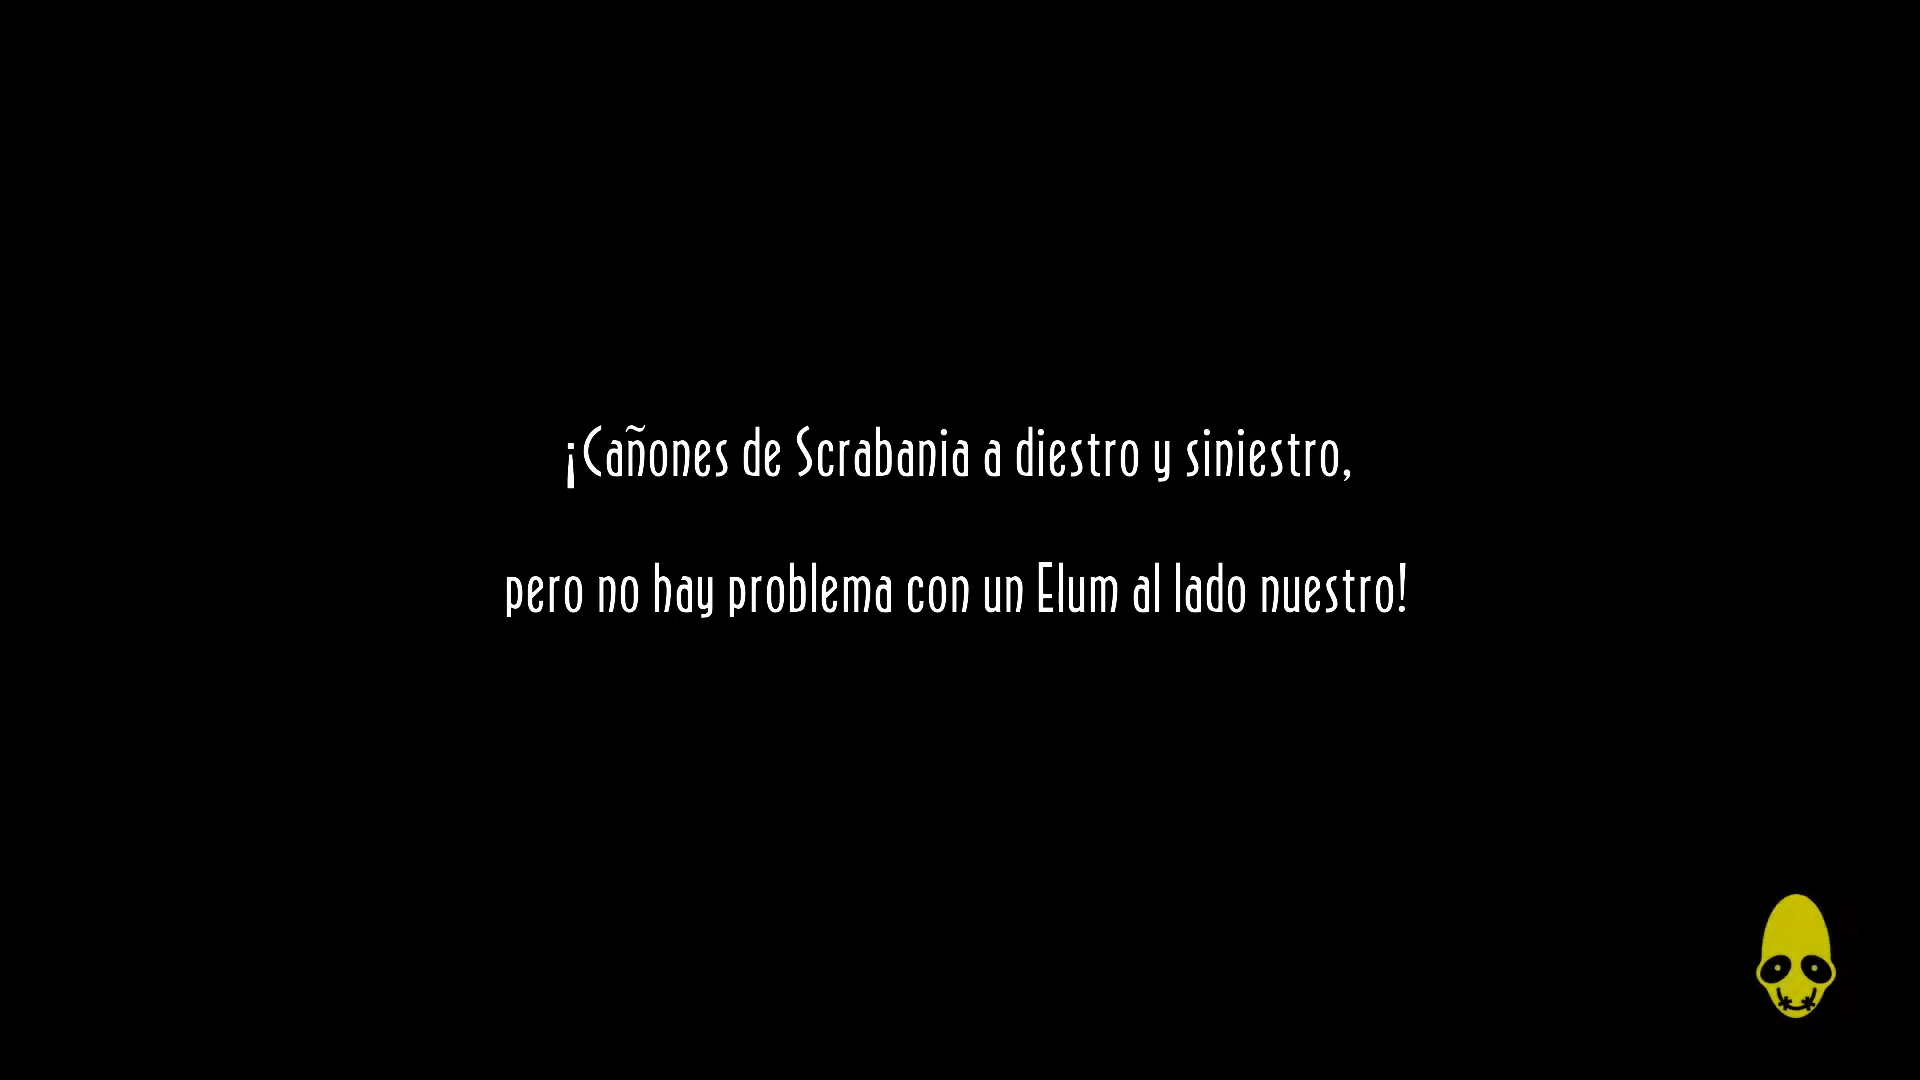 ¡Cañones de Scrabania a diestro y siniestro,
pero no hay problema con un Elum al lado nuestro!